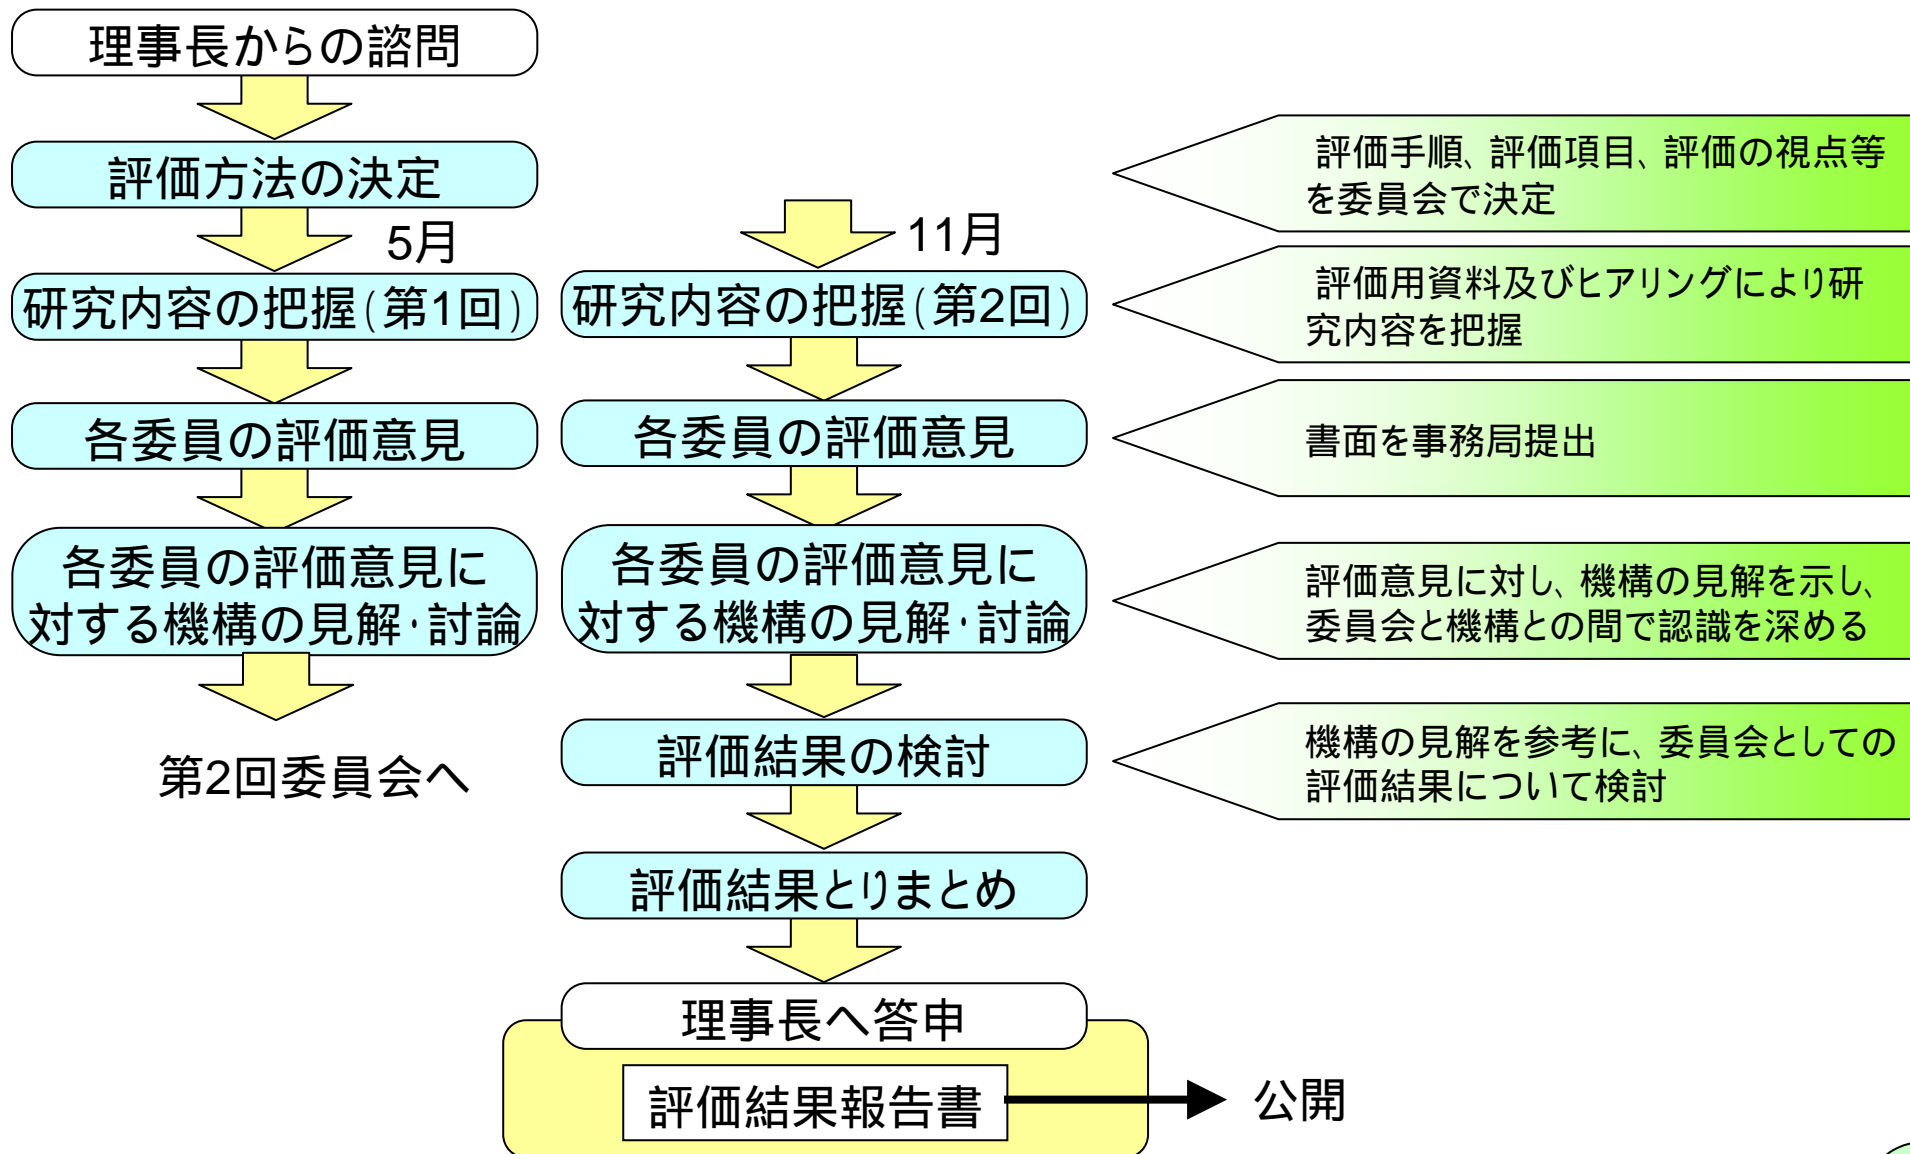 理事長からの諮問
評価方法の決定
5月
研究内容の把握(第1回)
各委員の評価意見
各委員の評価意見に
対する機構の見解・討論
第2回委員会へ
11月
研究内容の把握(第2回)
各委員の評価意見
各委員の評価意見に
対する機構の見解・討論
評価結果の検討
評価結果とりまとめ
理事長へ答申
評価結果報告書
公開
評価手順、評価項目、評価の視点等
を委員会で決定
評価用資料及びヒアリングにより研
究内容を把握
書面を事務局提出
評価意見に対し、機構の見解を示し、
委員会と機構との間で認識を深める
機構の見解を参考に、委員会としての
評価結果について検討